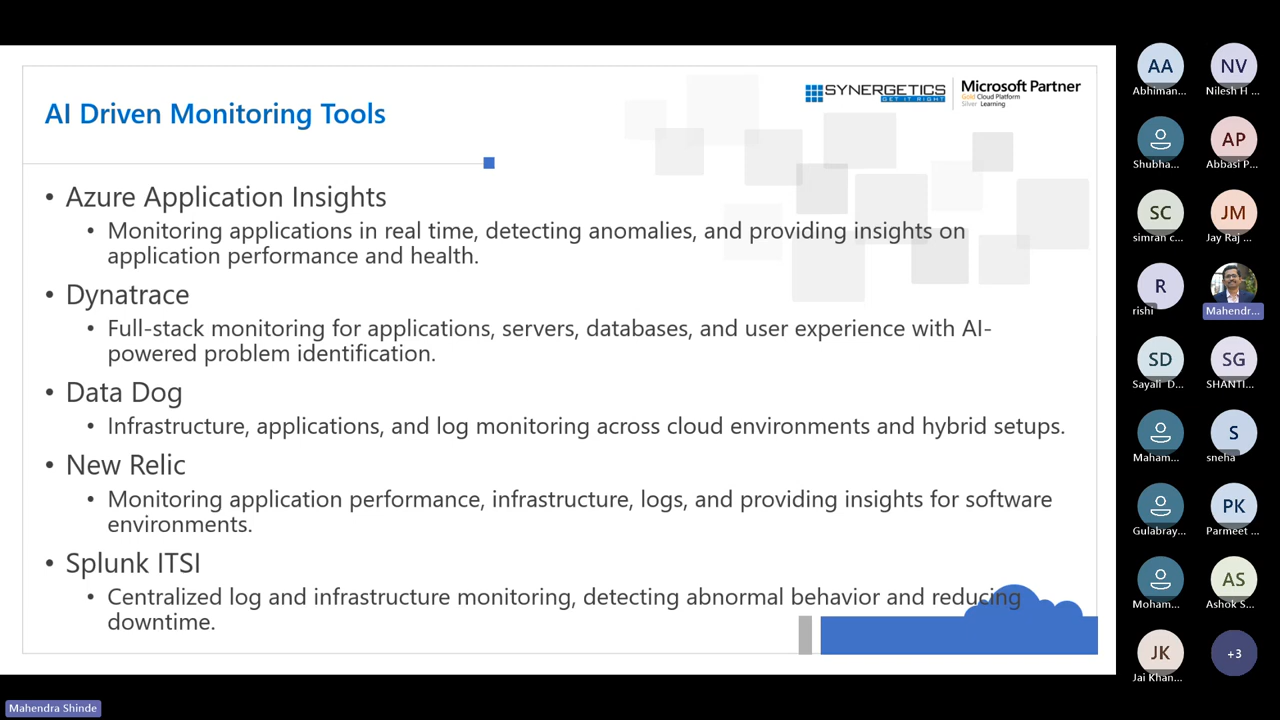 AI Driven Monitoring Tools
SYNERGETICS
GET IT RIGHT
Microsoft Partner
Gold Cloud Platform
Silver Learning
• Azure Application Insights
• Monitoring applications in real time, detecting anomalies, and providing insights on
application performance and health.
• Dynatrace
• Full-stack monitoring for applications, servers, databases, and user experience with AI-
powered problem identification.
• Data Dog
• Infrastructure, applications, and log monitoring across cloud environments and hybrid setups.
• New Relic
• Monitoring application performance, infrastructure, logs, and providing insights for software
environments.
• Splunk ITSI
• Centralized log and infrastructure monitoring, detecting abnormal behavior and reducing
downtime.
AA
Abhiman...
NV
Nilesh H ...
Shubha...
AP
Abbasi P...
SC
simran c...
JM
Jay Raj ...
R
rishi
Mahendr...
SD
Sayali D...
SG
SHANTI...
Maham...
S
sneha
Gulabray...
PK
Parmeet ...
Moham...
AS
Ashok S...
JK
Jai Khan...
+3
Mahendra Shinde